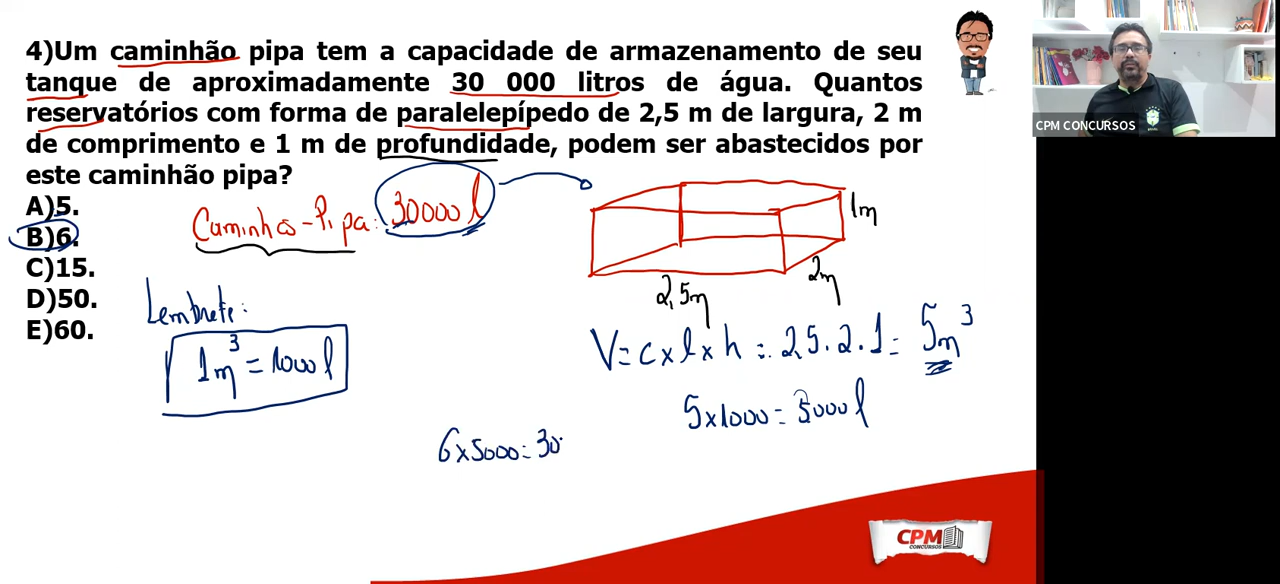 4)Um caminhão pipa tem a capacidade de armazenamento de seu
tanque de aproximadamente 30 000 litros de água. Quantos
reservatórios com forma de paralelepípedo de 2,5 m de largura, 2 m
de comprimento e 1 m de profundidade, podem ser abastecidos por
este caminhão pipa?
A)5.
B)6.
C)15.
D)50.
E)60.
Caminhão-Pipa: 30000 l
1m
2m
2,5m
Lembrete:
1m³ = 1000 l
V= c x l x h = 2,5.2.1 = 5m³
5x1000= 5000 l
6x5000=30
CPM CONCURSOS
CPM
CONCURSOS